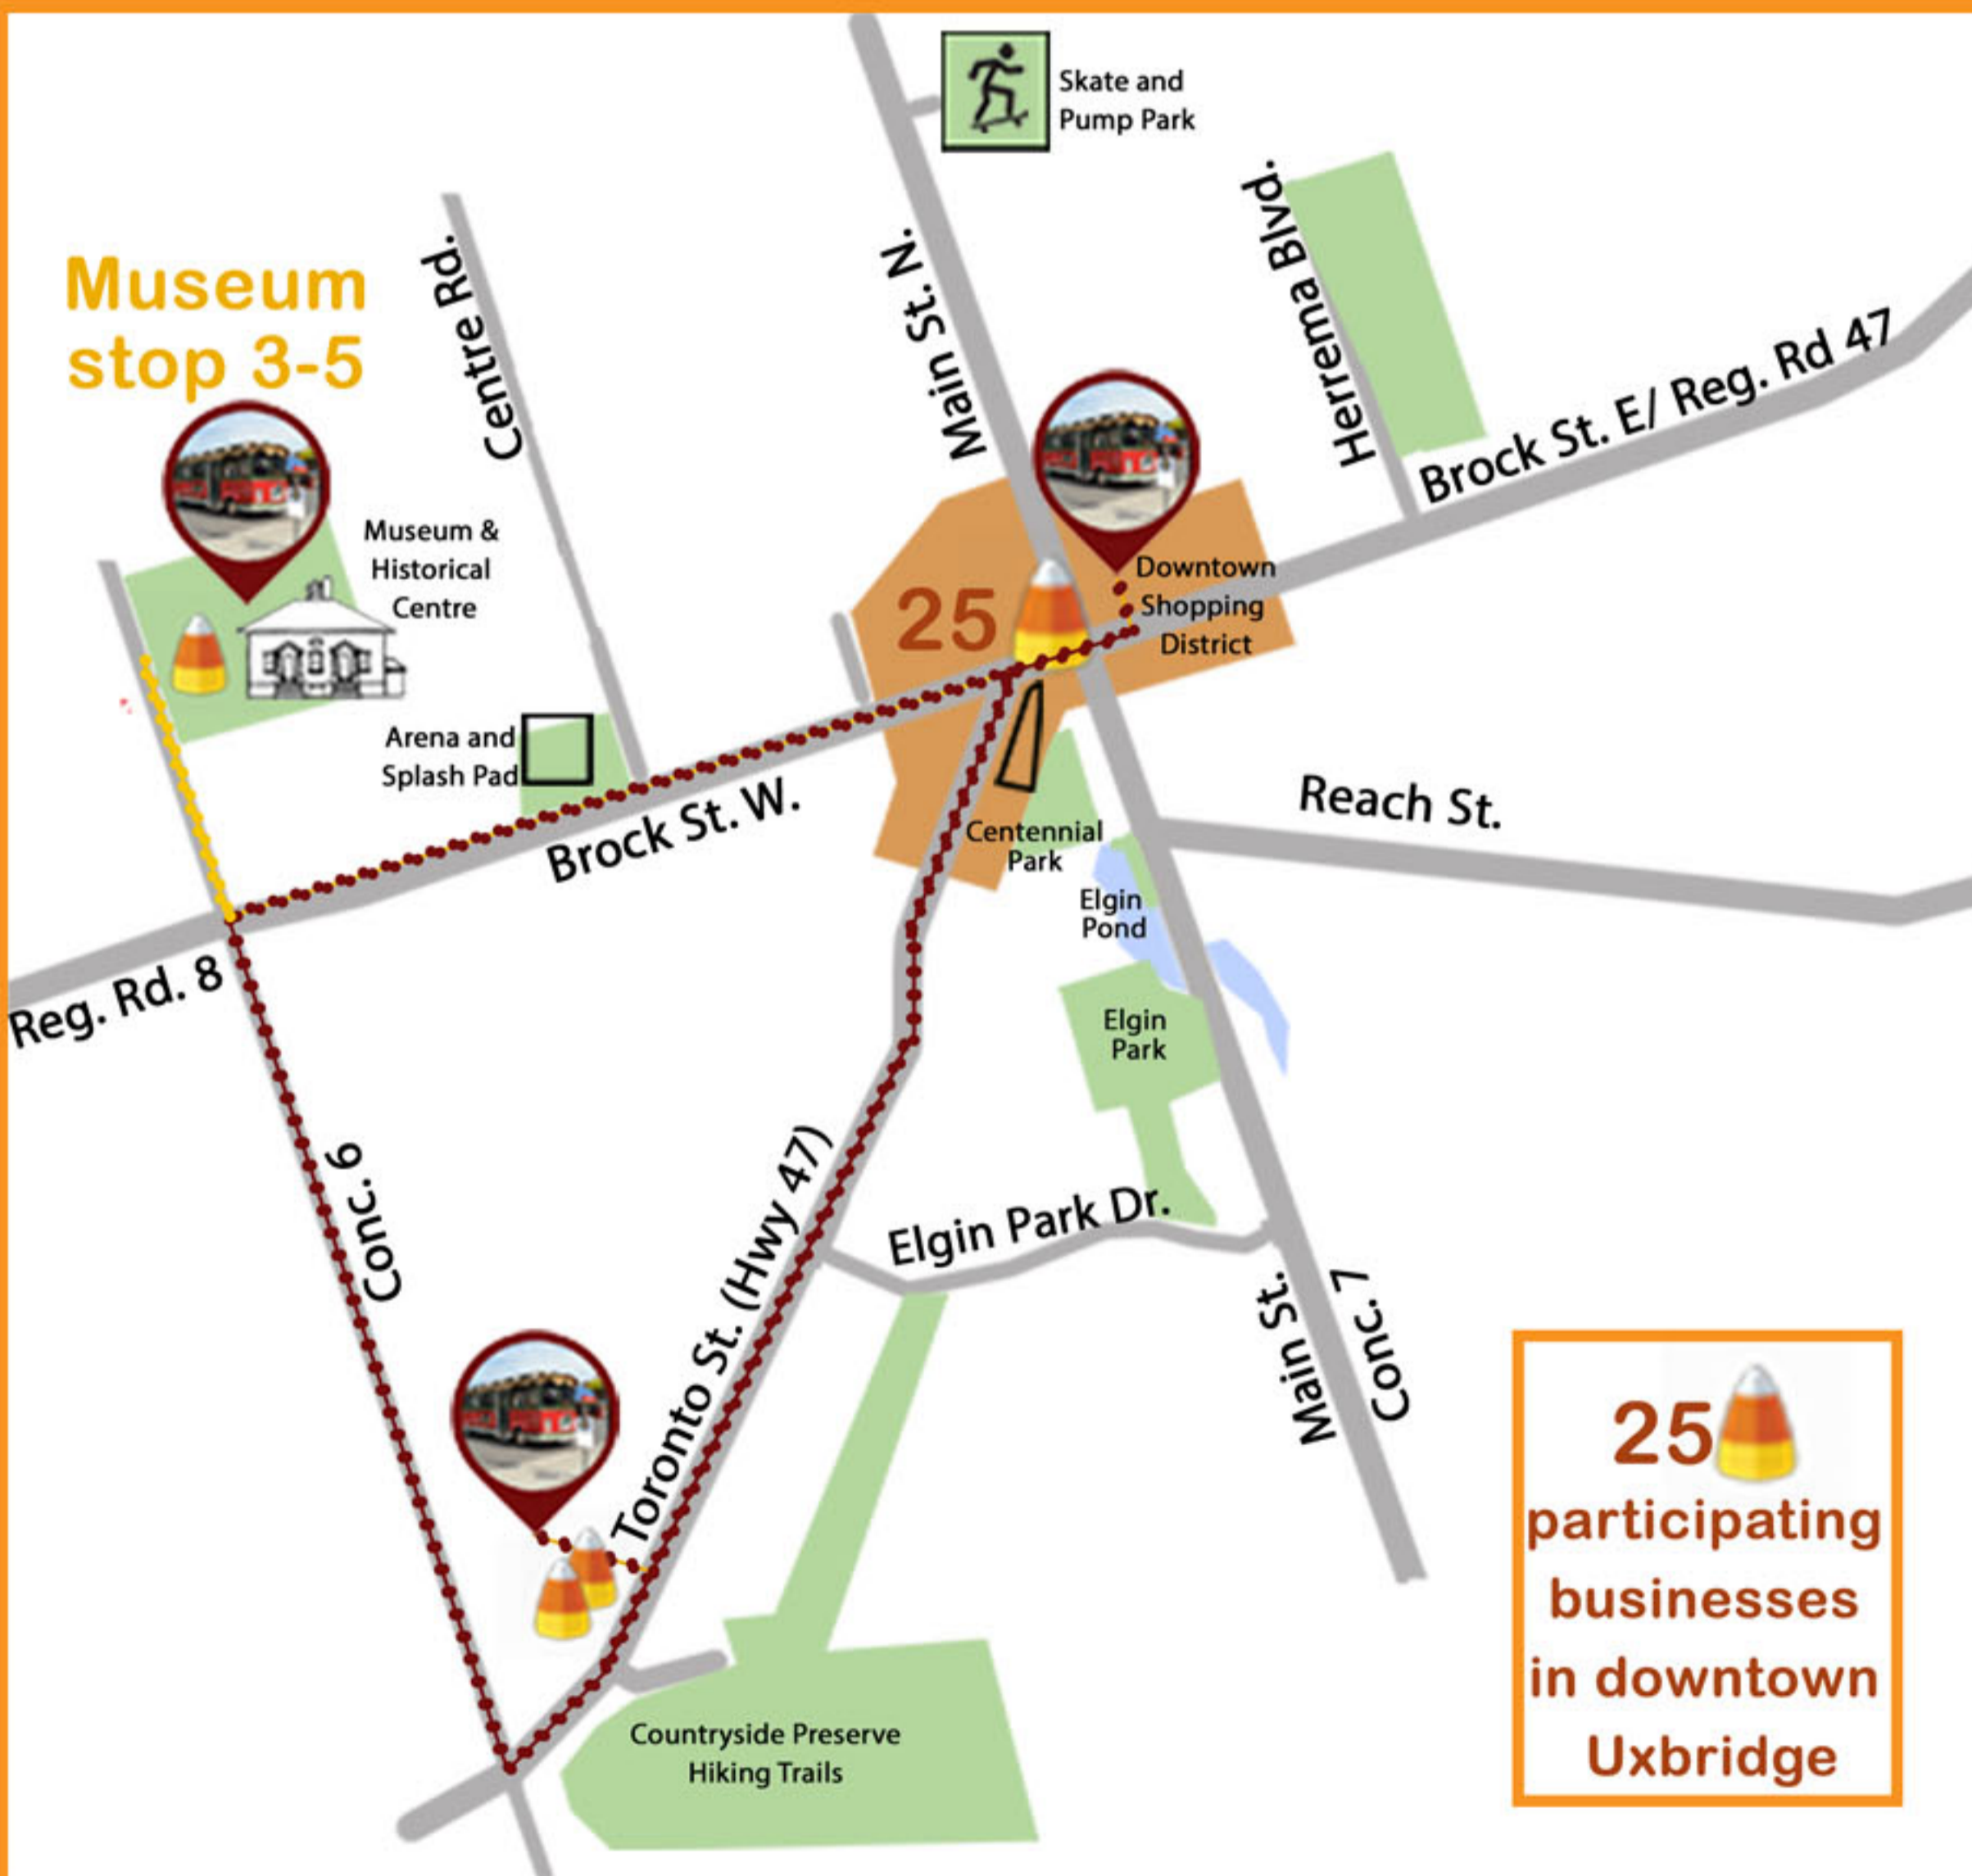 Skate and
Pump Park
Herrema Blvd.
Main St. N.
Centre Rd.
Museum
stop 3-5
Brock St. E/ Reg. Rd 47
Museum &
Historical
Centre
25
Downtown
Shopping
District
Arena and
Splash Pad
Brock St. W.
Reach St.
Centennial
Park
Elgin
Pond
Reg. Rd. 8
Elgin
Park
Conc. 6
Toronto St. (Hwy 47)
Elgin Park Dr.
Main St.
Conc. 7
25
participating
businesses
in downtown
Uxbridge
Countryside Preserve
Hiking Trails